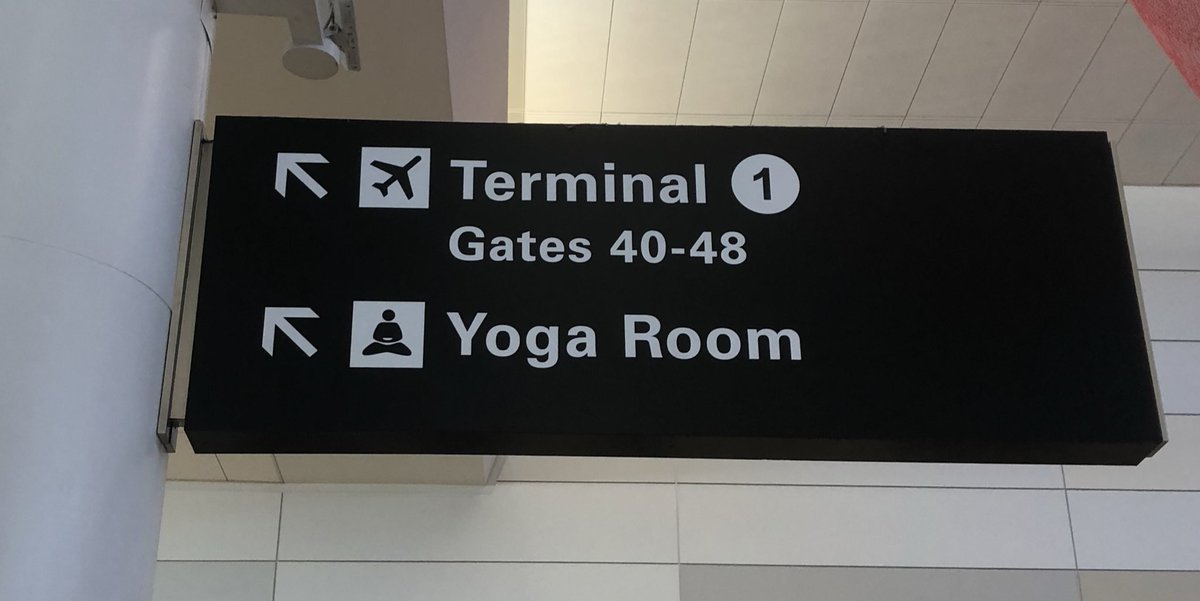 Terminal 1
Gates 40-48
Yoga Room